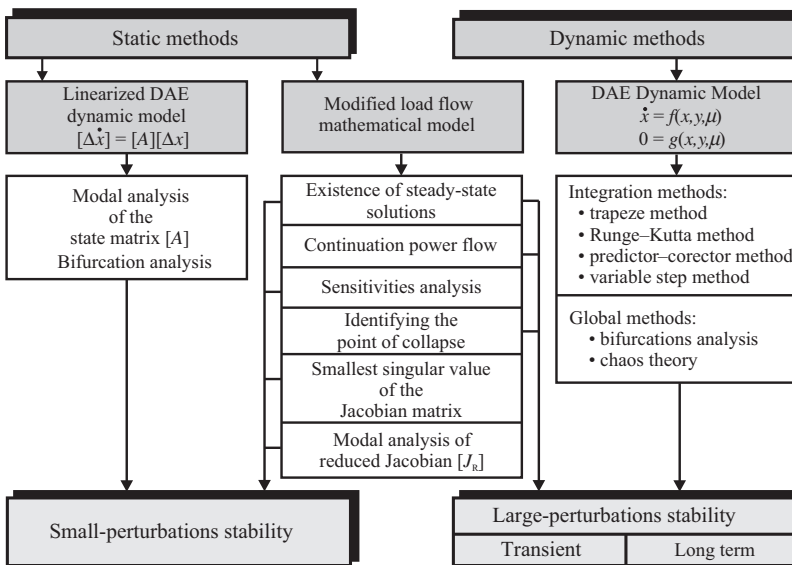 Static methods
Dynamic methods
Linearized DAE
dynamic model
[Δẋ] = [A][Δx]
Modified load flow
mathematical model
DAE Dynamic Model
ẋ = f(x,y,μ)
0 = g(x,y,μ)
Modal analysis
of the
state matrix [A]
Bifurcation analysis
Existence of steady-state
solutions
Continuation power flow
Sensitivities analysis
Identifying the
point of collapse
Smallest singular value
of the
Jacobian matrix
Modal analysis of
reduced Jacobian [J_R]
Integration methods:
• trapeze method
• Runge–Kutta method
• predictor–corector method
• variable step method
Global methods:
• bifurcations analysis
• chaos theory
Small-perturbations stability
Large-perturbations stability
Transient
Long term